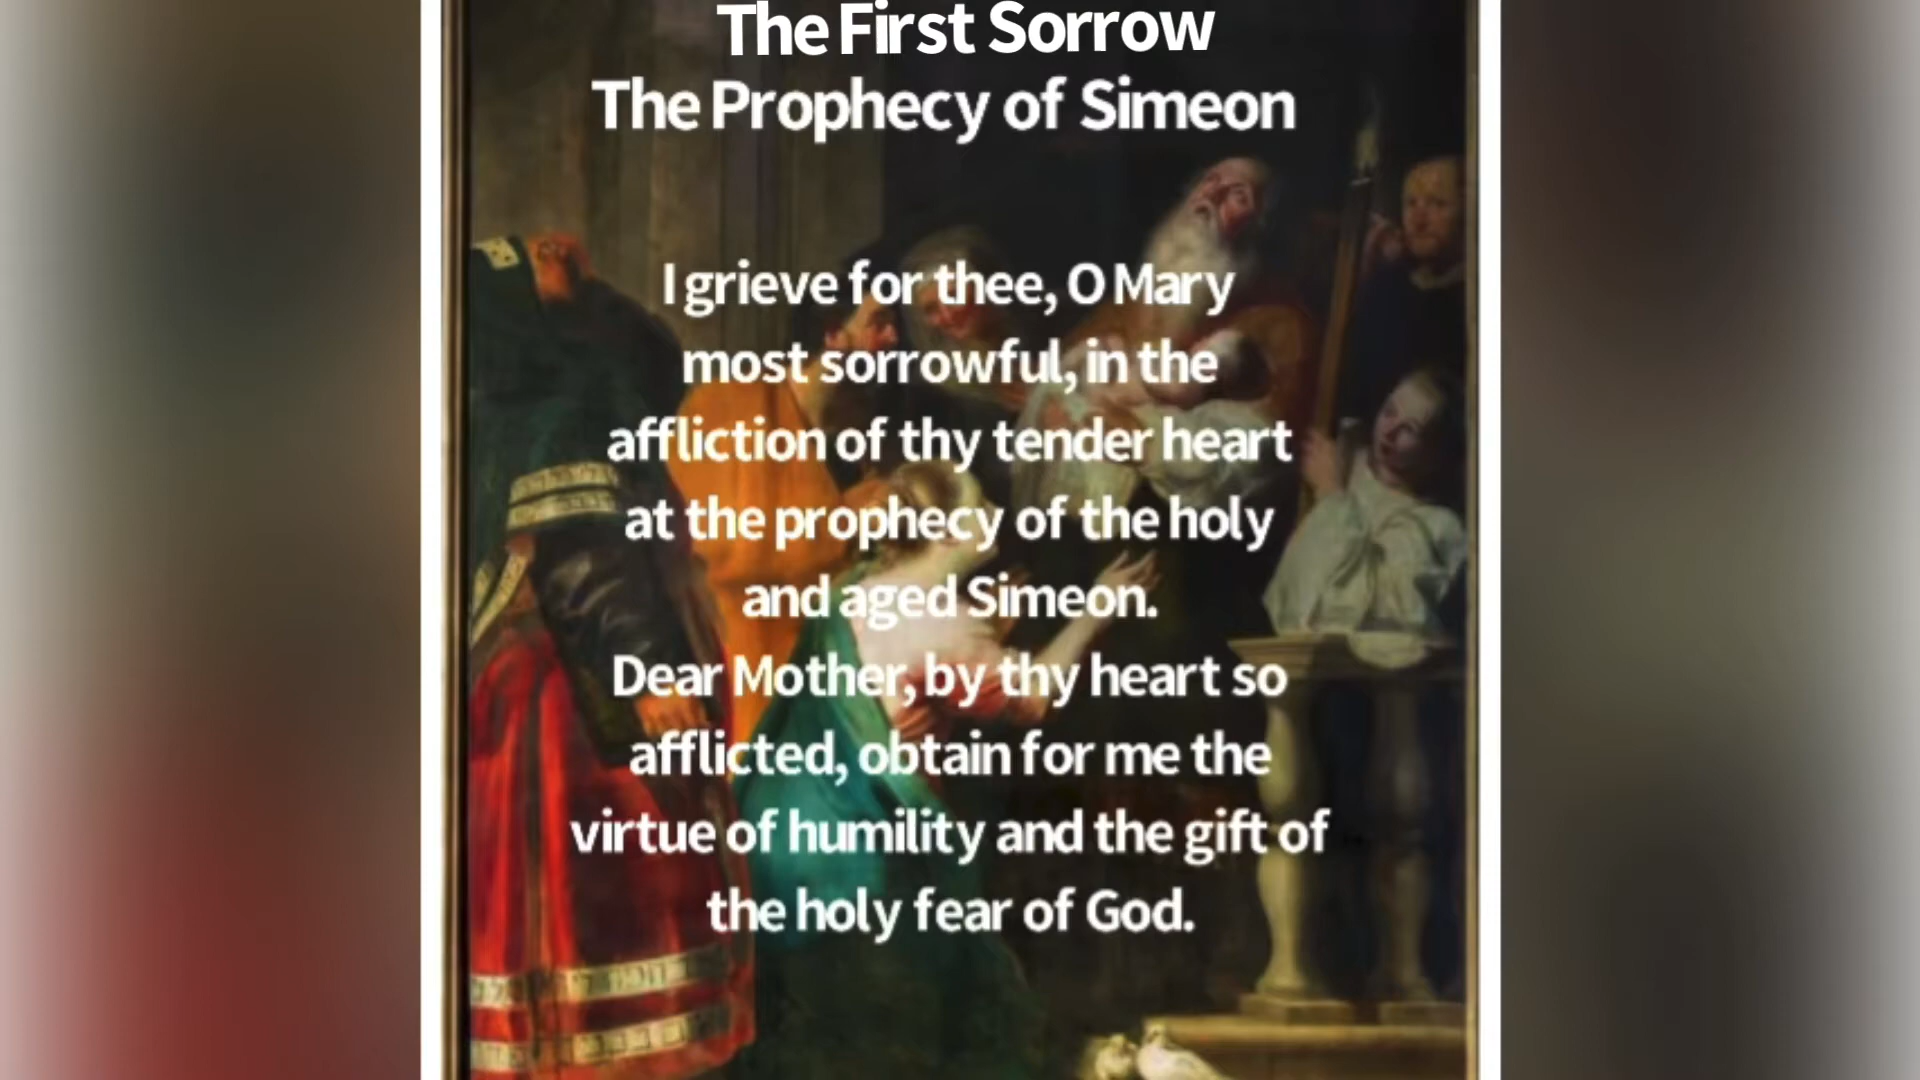 The First Sorrow
The Prophecy of Simeon
I grieve for thee, O Mary
most sorrowful, in the
affliction of thy tender heart
at the prophecy of the holy
and aged Simeon.
Dear Mother, by thy heart so
afflicted, obtain for me the
virtue of humility and the gift of
the holy fear of God.